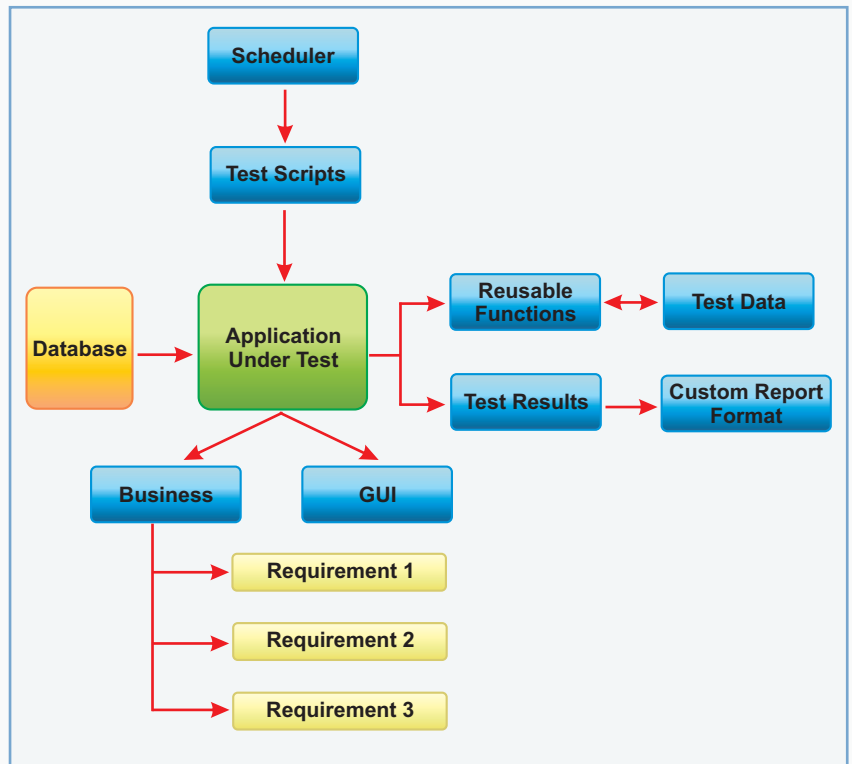 Scheduler
Test Scripts
Database
Application
Under Test
Reusable
Functions
Test Data
Test Results
Custom Report
Format
Business
GUI
Requirement 1
Requirement 2
Requirement 3